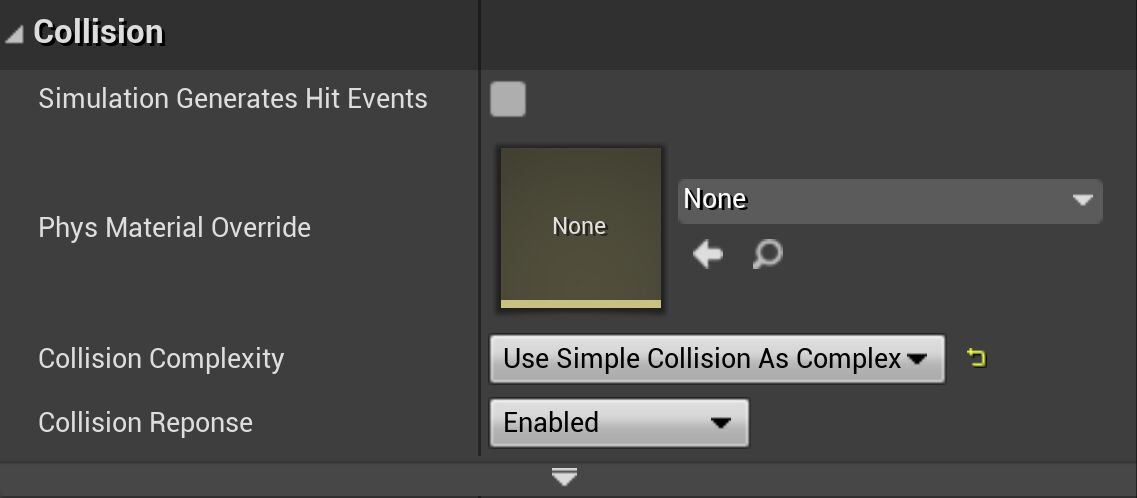 Collision
Simulation Generates Hit Events
Phys Material Override
None
None
Collision Complexity
Use Simple Collision As Complex
Collision Reponse
Enabled